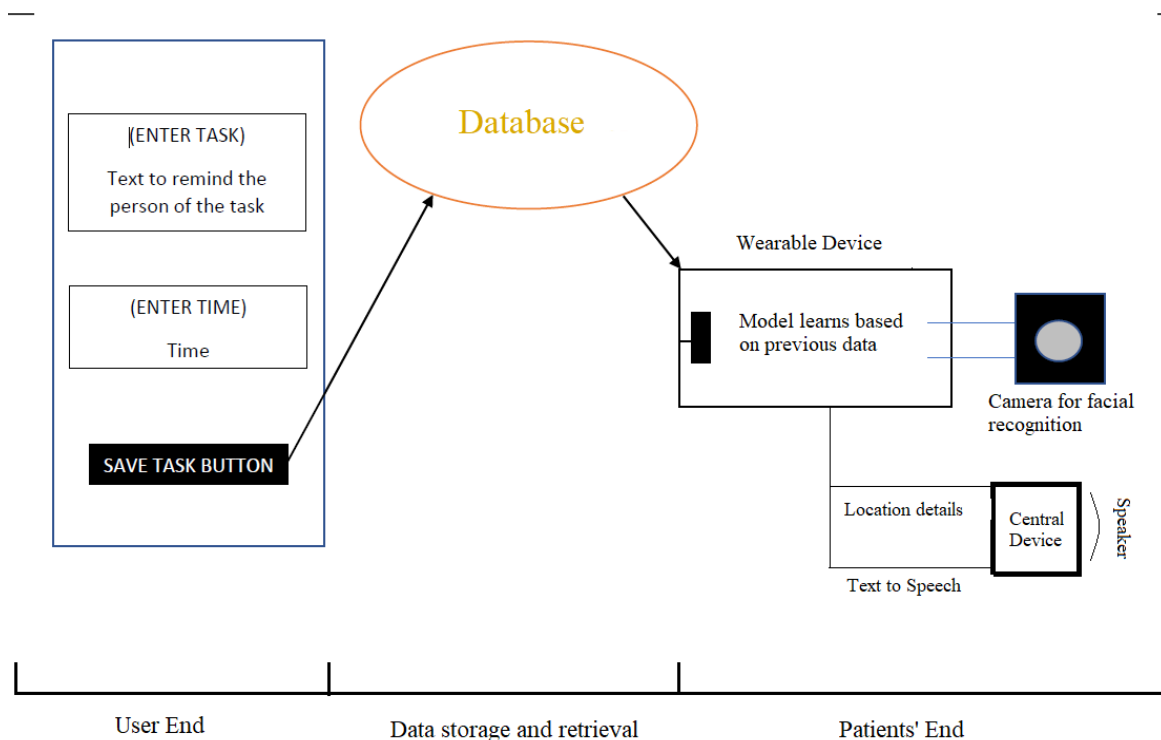 (ENTER TASK)
Text to remind the
person of the task
(ENTER TIME)
Time
SAVE TASK BUTTON
Database
Wearable Device
Model learns based
on previous data
Camera for facial
recognition
Location details
Central
Device
Speaker
Text to Speech
User End
Data storage and retrieval
Patients' End